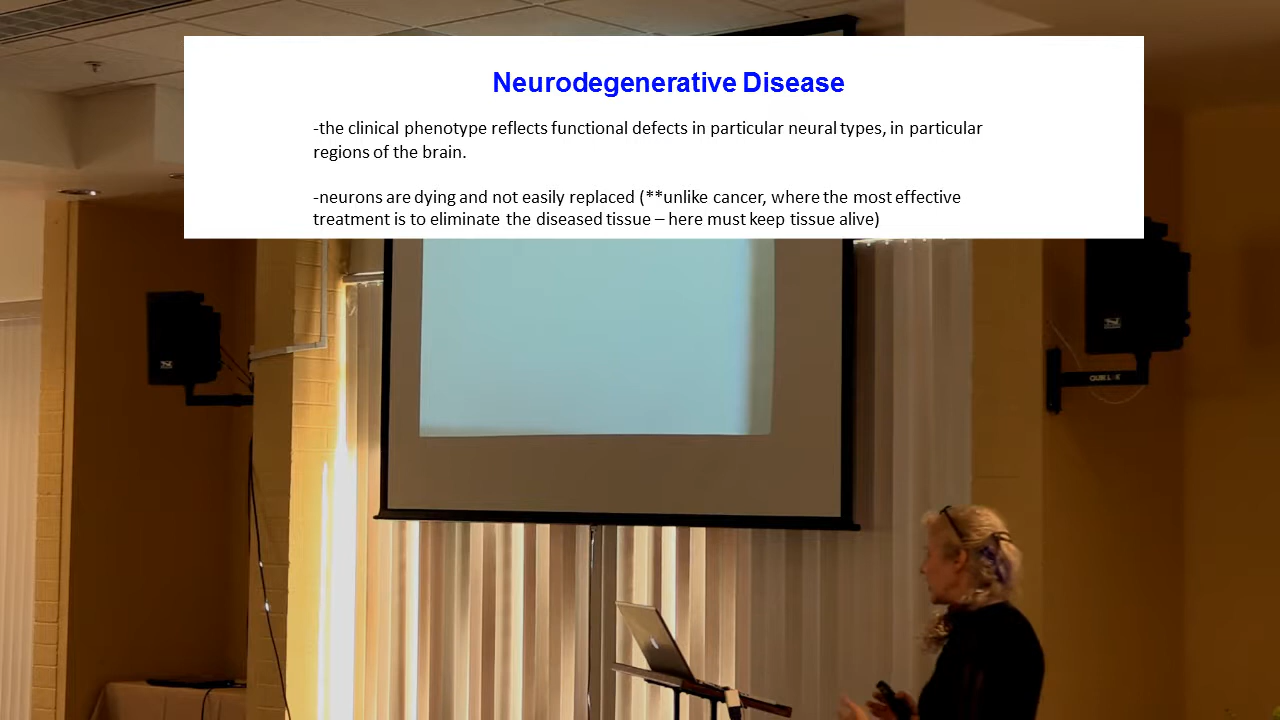 Neurodegenerative Disease
-the clinical phenotype reflects functional defects in particular neural types, in particular
regions of the brain.
-neurons are dying and not easily replaced (**unlike cancer, where the most effective
treatment is to eliminate the diseased tissue – here must keep tissue alive)